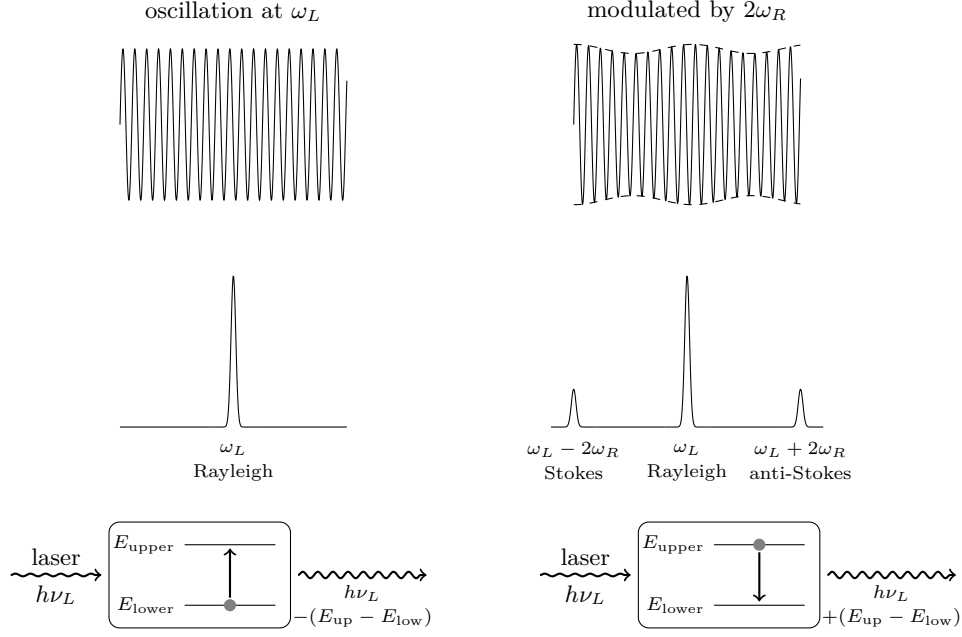 oscillation at ω_L
modulated by 2ω_R
ω_L
Rayleigh
ω_L − 2ω_R
Stokes
ω_L
Rayleigh
ω_L + 2ω_R
anti-Stokes
laser
hν_L
E_upper
E_lower
hν_L
−(E_up − E_low)
laser
hν_L
E_upper
E_lower
hν_L
+(E_up − E_low)